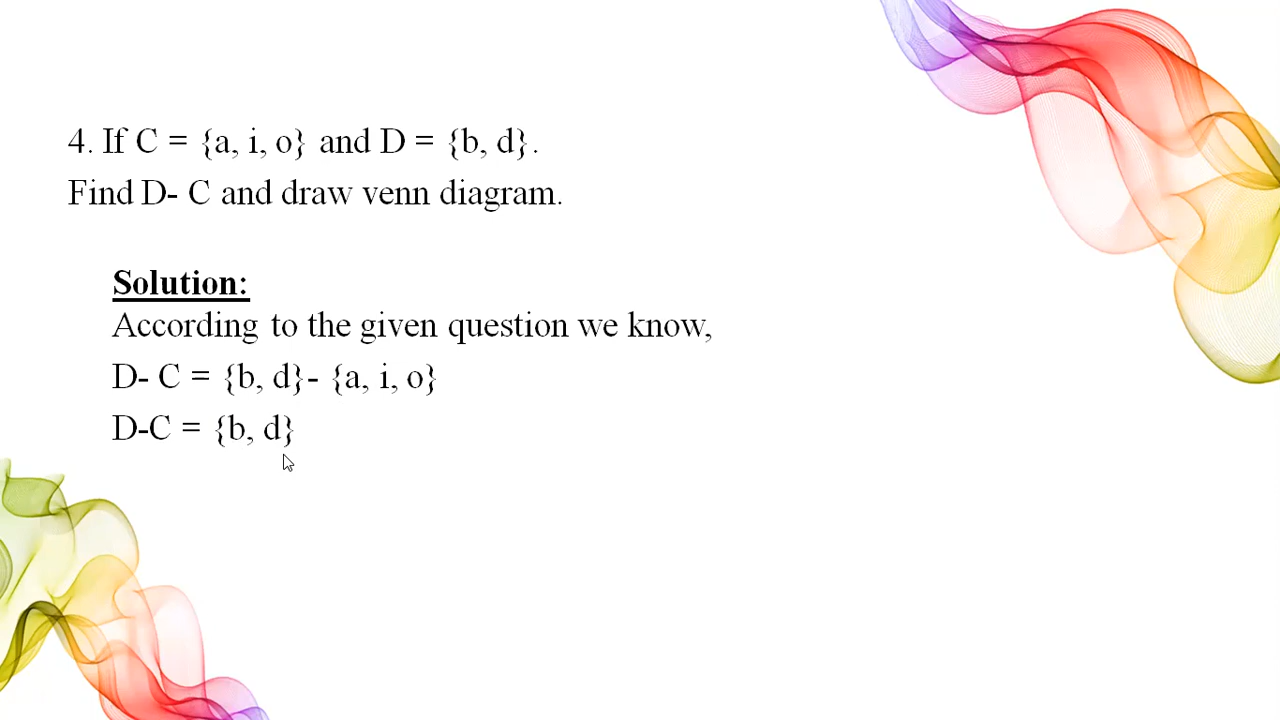 4. If C = {a, i, o} and D = {b, d}.
Find D- C and draw venn diagram.
Solution:
According to the given question we know,
D- C = {b, d}- {a, i, o}
D-C = {b, d}